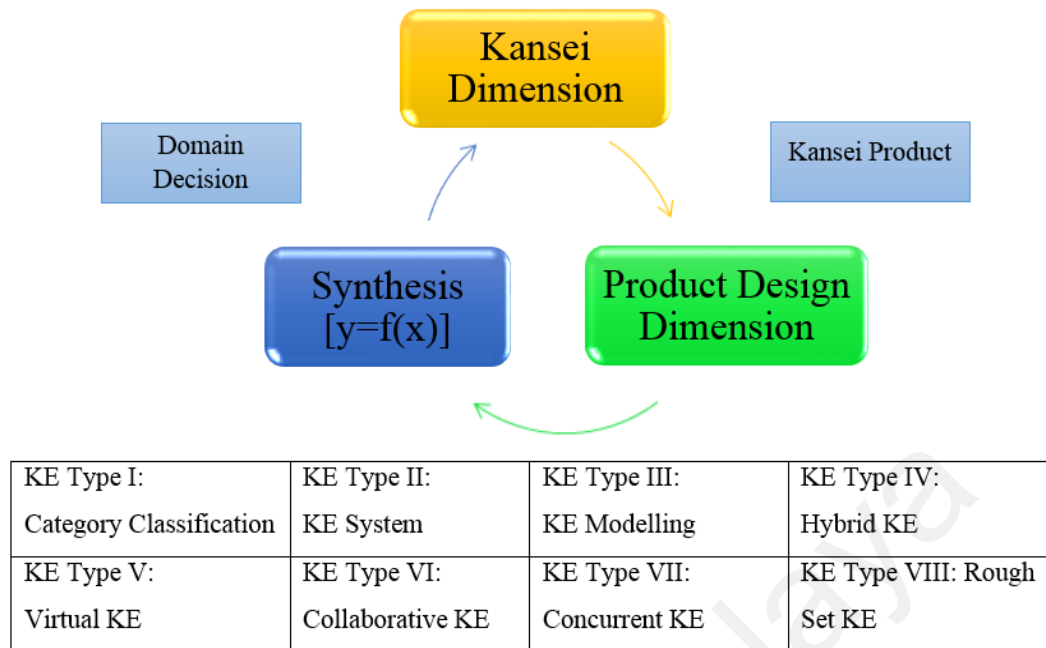 Kansei
Dimension
Domain
Decision
Kansei Product
Synthesis
[y=f(x)]
Product Design
Dimension
KE Type I:
Category Classification
KE Type II:
KE System
KE Type III:
KE Modelling
KE Type IV:
Hybrid KE
KE Type V:
Virtual KE
KE Type VI:
Collaborative KE
KE Type VII:
Concurrent KE
KE Type VIII: Rough
Set KE